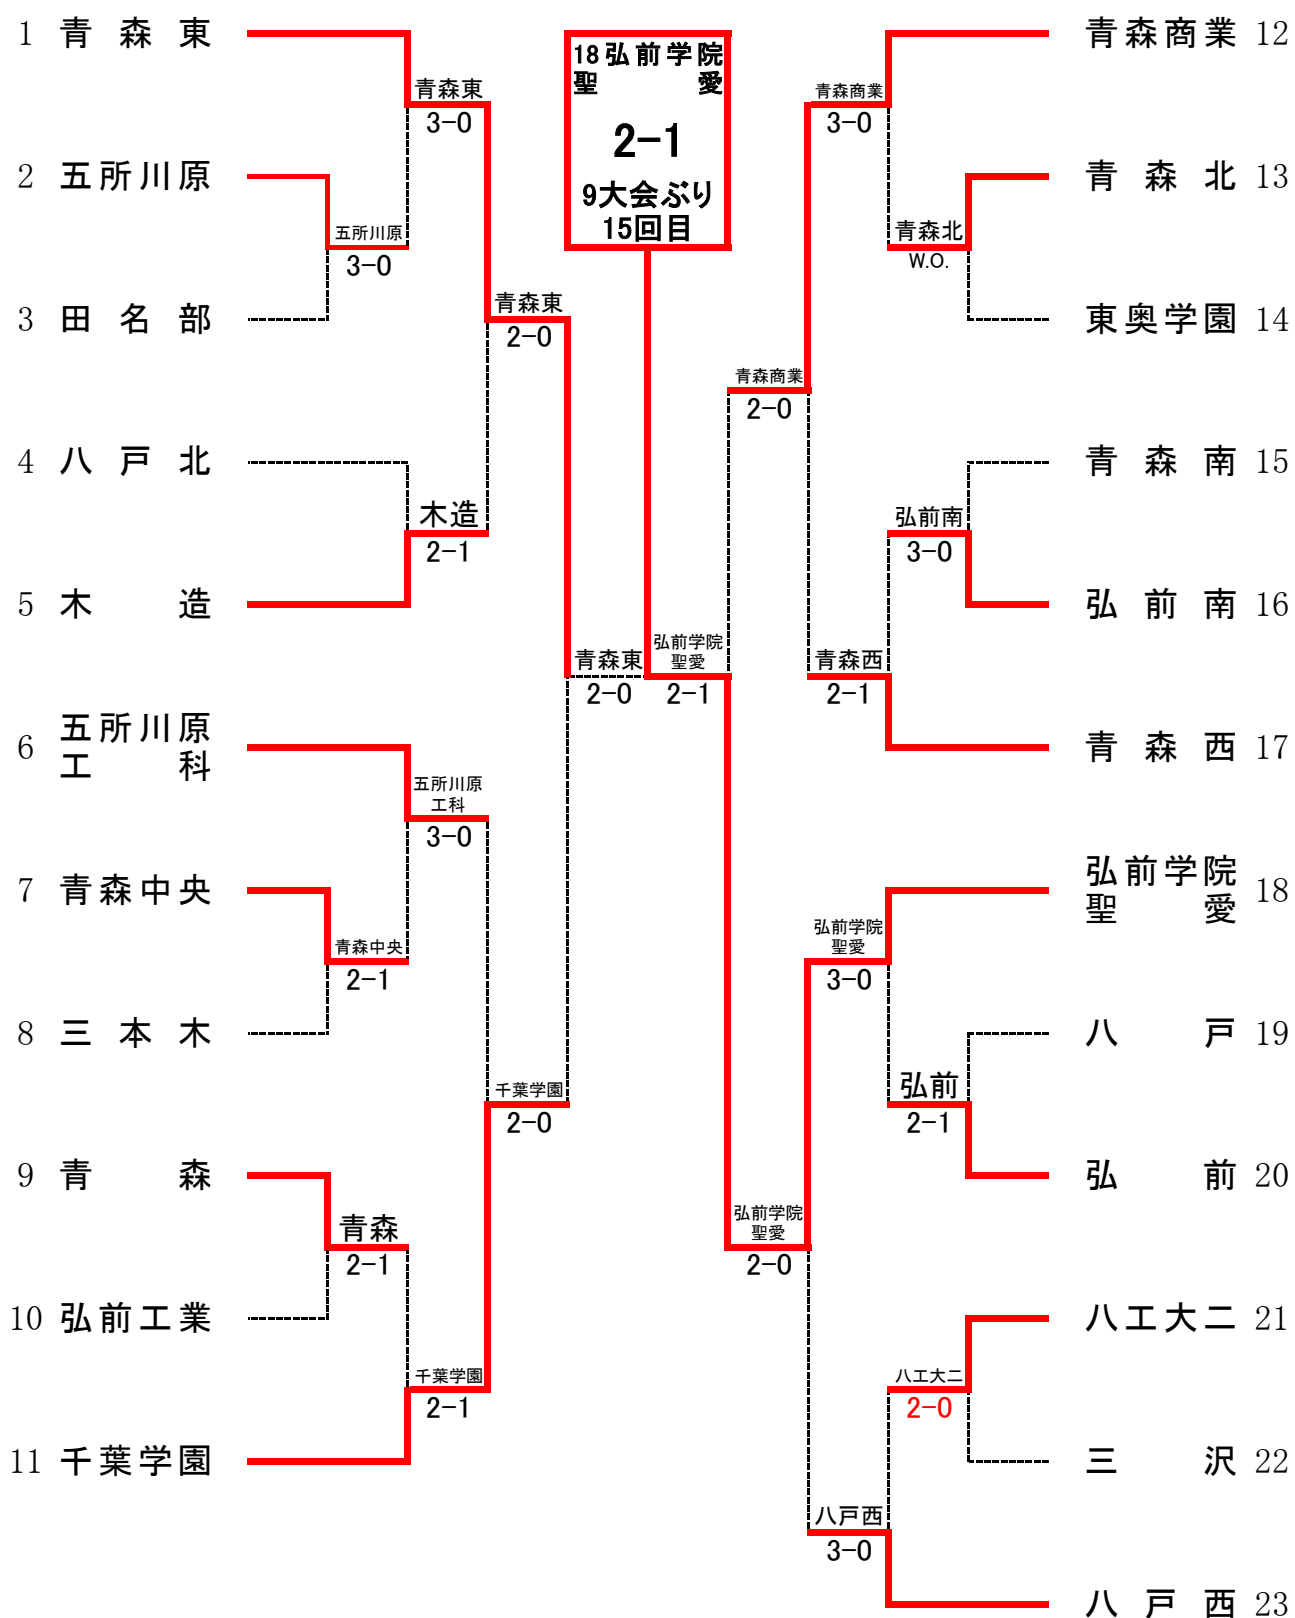 1 青森東
2 五所川原
3 田名部
4 八戸北
5 木造
6 五所川原
工科
7 青森中央
8 三本木
9 青森
10 弘前工業
11 千葉学園
青森東
3-0
五所川原
3-0
青森東
2-0
木造
2-1
五所川原
工科
3-0
青森中央
2-1
千葉学園
2-0
青森
2-1
千葉学園
2-1
青森東
2-0
18弘前学院
聖愛
2-1
9大会ぶり
15回目
弘前学院
聖愛
2-1
青森商業
2-0
青森商業
3-0
青森北
W.O.
弘前南
3-0
青森西
2-1
弘前学院
聖愛
3-0
弘前
2-1
弘前学院
聖愛
2-0
八工大二
2-0
八戸西
3-0
青森商業 12
青森北 13
東奥学園 14
青森南 15
弘前南 16
青森西 17
弘前学院
聖愛 18
八戸 19
弘前 20
八工大二 21
三沢 22
八戸西 23